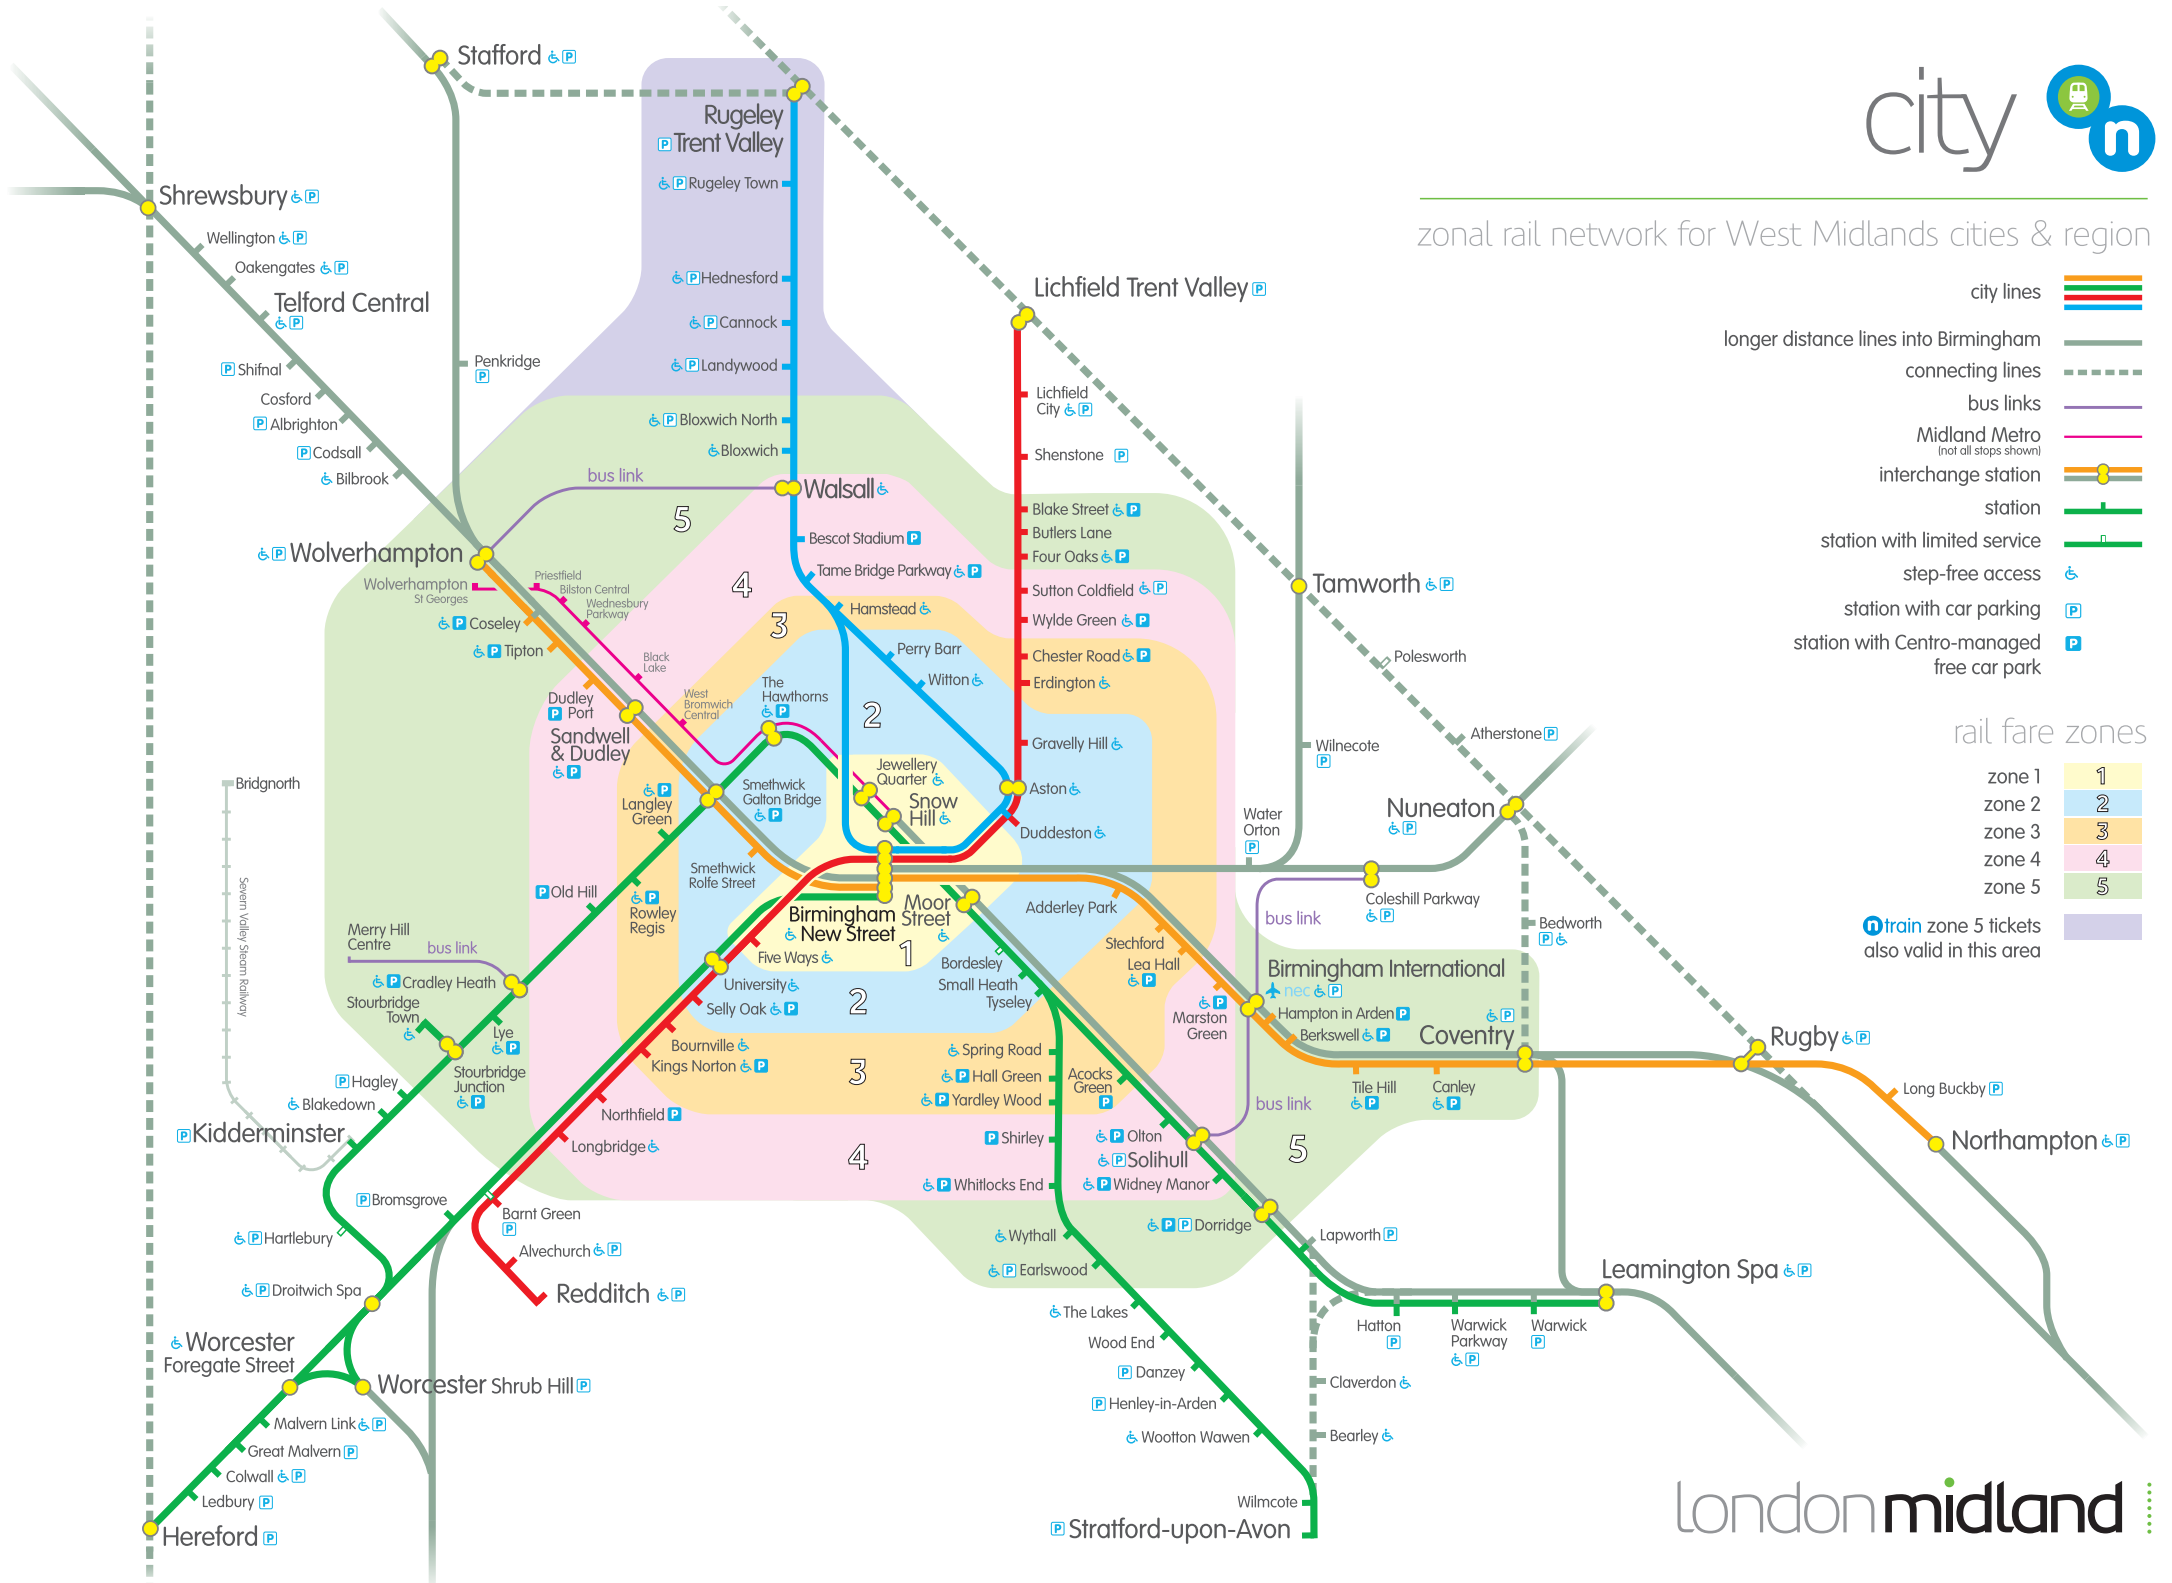 city
n
zonal rail network for West Midlands cities & region
city lines
longer distance lines into Birmingham
connecting lines
bus links
Midland Metro
(not all stops shown)
interchange station
station
station with limited service
step-free access
station with car parking
P
station with Centro-managed
free car park
P
rail fare zones
zone 1 1
zone 2 2
zone 3 3
zone 4 4
zone 5 5
n train zone 5 tickets
also valid in this area
Stafford P
Rugeley
P Trent Valley
P Rugeley Town
P Hednesford
P Cannock
P Landywood
P Bloxwich North
Bloxwich
Walsall
bus link
Bescot Stadium P
Tame Bridge Parkway P
Hamstead
Perry Barr
Witton
Shrewsbury P
Wellington P
Oakengates P
Telford Central
P
P Shifnal
Cosford
P Albrighton
P Codsall
Bilbrook
Penkridge
P
P Wolverhampton
Wolverhampton
St Georges
Priestfield
Bilston Central
Wednesbury
Parkway
Black
Lake
West
Bromwich
Central
P Coseley
P Tipton
Dudley
P Port
Sandwell
& Dudley
P
The
Hawthorns
P
Jewellery
Quarter
Snow
Hill
Smethwick
Galton Bridge
P
P
Langley
Green
Smethwick
Rolfe Street
P
Rowley
Regis
P Old Hill
Merry Hill
Centre
bus link
P Cradley Heath
Stourbridge
Town
Lye
P
Stourbridge
Junction
P
P Hagley
Blakedown
P Kidderminster
Bridgnorth
Severn Valley Steam Railway
P Hartlebury
P Droitwich Spa
P Bromsgrove
Worcester
Foregate Street
Worcester Shrub Hill P
Malvern Link P
Great Malvern P
Colwall P
Ledbury P
Hereford P
Lichfield Trent Valley P
Lichfield
City P
Shenstone P
Blake Street P
Butlers Lane
Four Oaks P
Sutton Coldfield P
Wylde Green P
Chester Road P
Erdington
Gravelly Hill
Aston
Duddeston
Birmingham
New Street
Moor
Street
Five Ways
University
Selly Oak P
Bournville
Kings Norton P
Northfield P
Longbridge
Barnt Green
P
Alvechurch P
Redditch P
5
4
3
2
1
2
3
4
5
Bordesley
Small Heath
Tyseley
Spring Road
P Hall Green
P Yardley Wood
P Shirley
P Whitlocks End
Wythall
P Earlswood
The Lakes
Wood End
P Danzey
P Henley-in-Arden
Wootton Wawen
Wilmcote
P Stratford-upon-Avon
Acocks
Green
P
P Olton
P Solihull
P Widney Manor
P P Dorridge
Lapworth P
Hatton
P
Warwick
Parkway
P
Warwick
P
Leamington Spa P
Claverdon
Bearley
Tamworth P
Polesworth
Wilnecote
P
Atherstone P
Nuneaton
P
Water
Orton
P
Coleshill Parkway
P
bus link
Bedworth
P
Adderley Park
Stechford
Lea Hall
P
P
Marston
Green
Birmingham International
nec P
Hampton in Arden P
Berkswell P
P
Coventry
Tile Hill
P
Canley
P
bus link
Rugby P
Long Buckby P
Northampton P
londonmidland